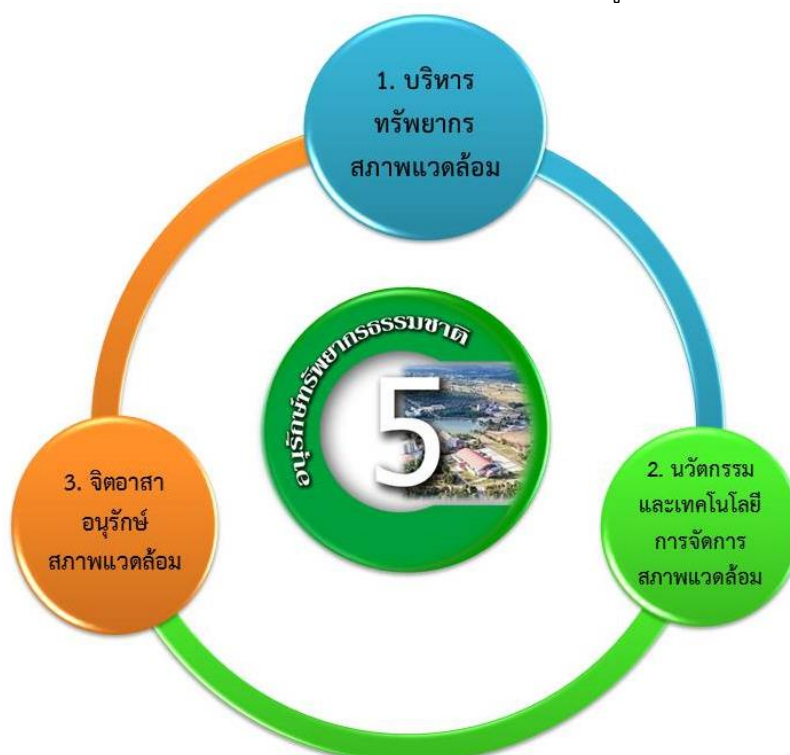 1. บริหาร
ทรัพยากร
สภาพแวดล้อม
อนุรักษ์ทรัพยากรธรรมชาติ
5
2. นวัตกรรม
และเทคโนโลยี
การจัดการ
สภาพแวดล้อม
3. จิตอาสา
อนุรักษ์
สภาพแวดล้อม